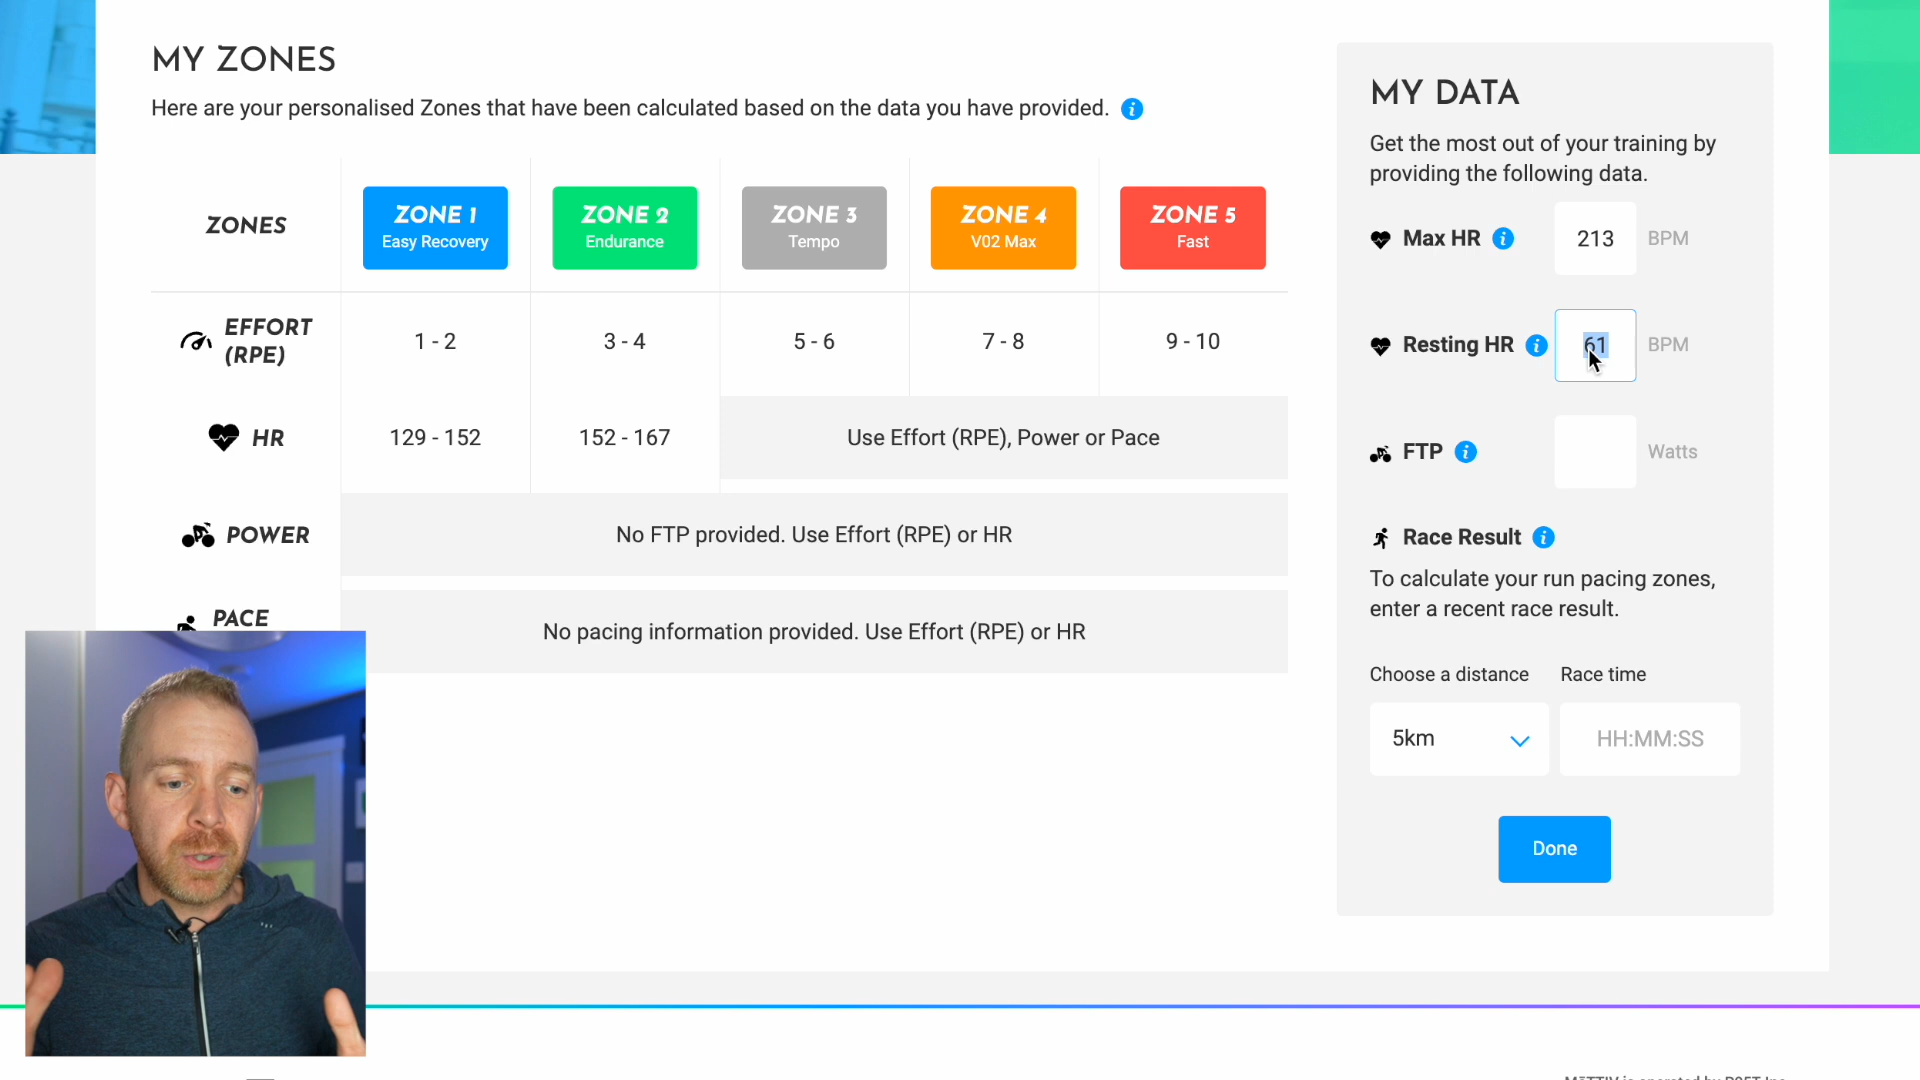 MY ZONES
Here are your personalised Zones that have been calculated based on the data you have provided. i
ZONES
ZONE 1
Easy Recovery
ZONE 2
Endurance
ZONE 3
Tempo
ZONE 4
V02 Max
ZONE 5
Fast
EFFORT
(RPE)
1 - 2
3 - 4
5 - 6
7 - 8
9 - 10
HR
129 - 152
152 - 167
Use Effort (RPE), Power or Pace
POWER
No FTP provided. Use Effort (RPE) or HR
PACE
No pacing information provided. Use Effort (RPE) or HR
MY DATA
Get the most out of your training by
providing the following data.
Max HR i 213 BPM
Resting HR i 61 BPM
FTP i Watts
Race Result i
To calculate your run pacing zones,
enter a recent race result.
Choose a distance Race time
5km HH:MM:SS
Done